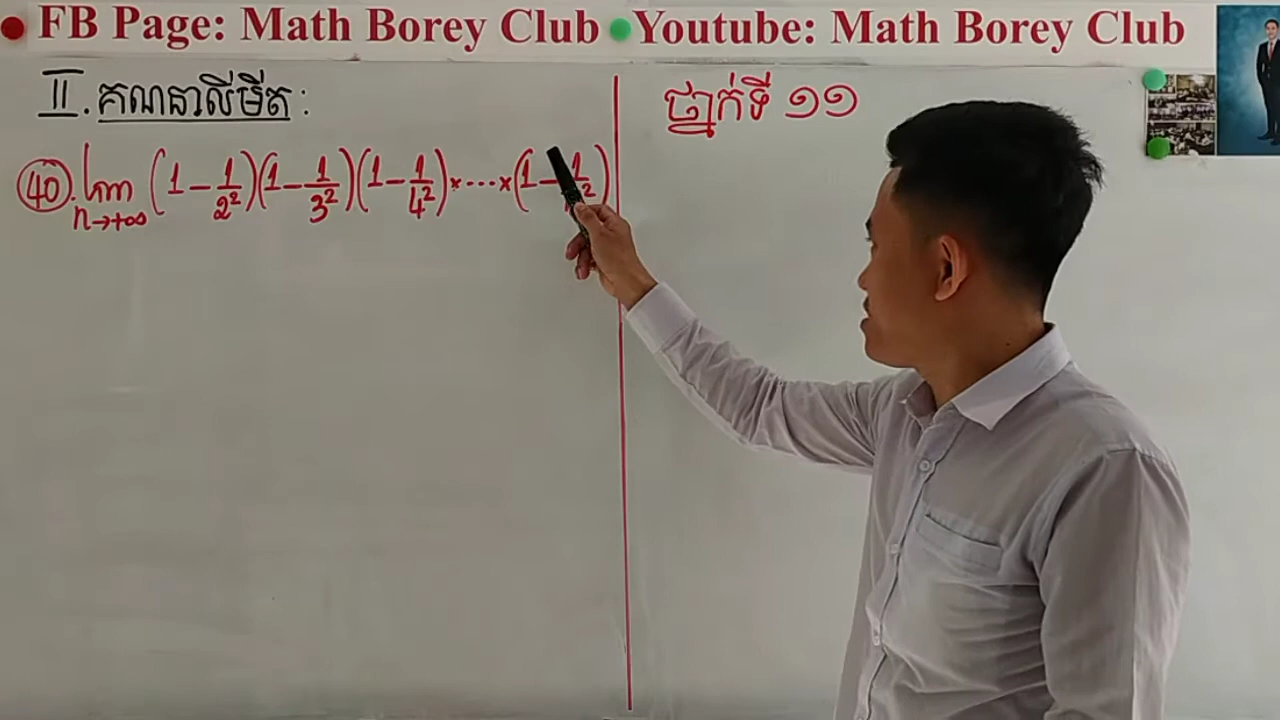 FB Page: Math Borey Club Youtube: Math Borey Club
II. គណនាលីមីត :
ថ្នាក់ទី ១១
40. lim n→+∞ (1 − 1/2²)(1 − 1/3²)(1 − 1/4²)×⋯×(1 −